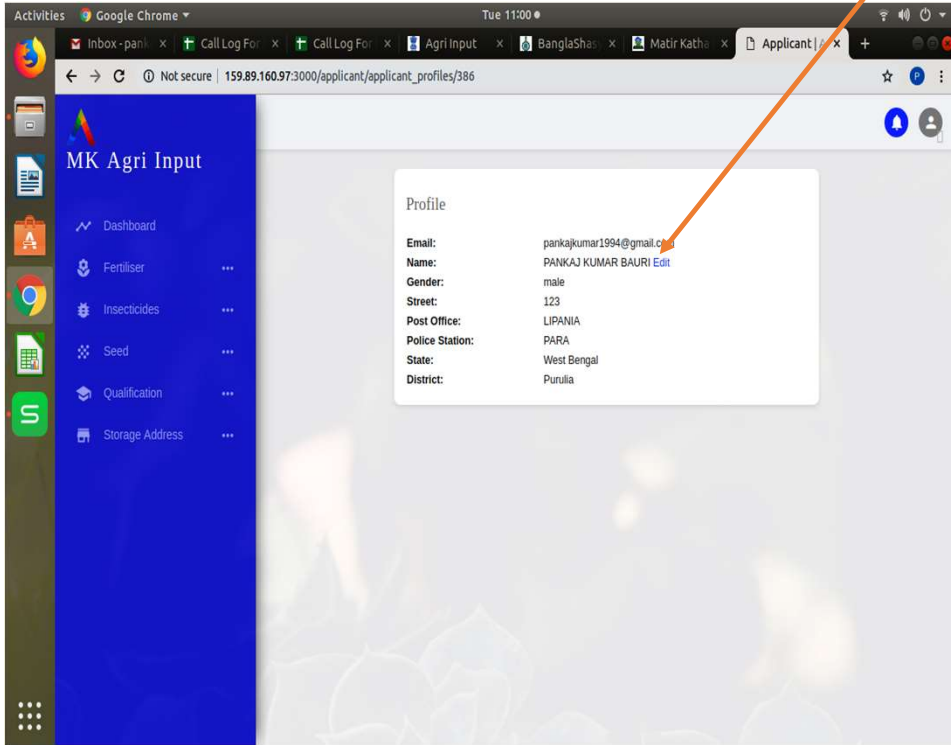 Activities Google Chrome ▾ Tue 11:00 ●
Inbox - pank × Call Log For × Call Log For × Agri Input × BanglaShas × Matir Katha × Applicant | A × +
Not secure | 159.89.160.97:3000/applicant/applicant_profiles/386
MK Agri Input
Dashboard
Fertiliser •••
Insecticides •••
Seed •••
Qualification •••
Storage Address •••
Profile
Email: pankajkumar1994@gmail.com
Name: PANKAJ KUMAR BAURI Edit
Gender: male
Street: 123
Post Office: LIPANIA
Police Station: PARA
State: West Bengal
District: Purulia